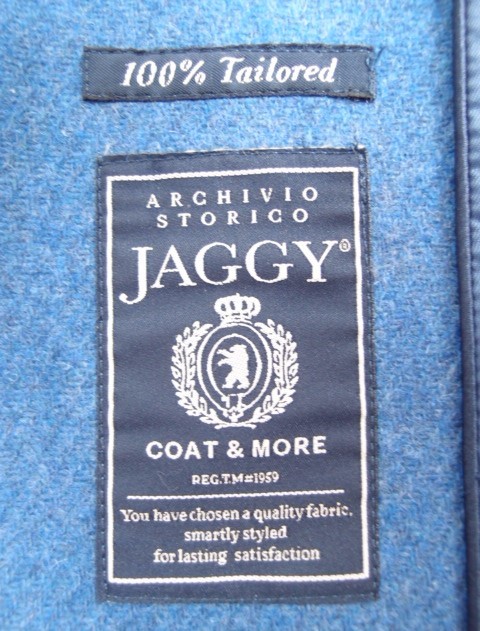 100% Tailored
ARCHIVIO
STORICO
JAGGY®
COAT & MORE
REG.T.M#1959
You have chosen a quality fabric,
smartly styled
for lasting satisfaction